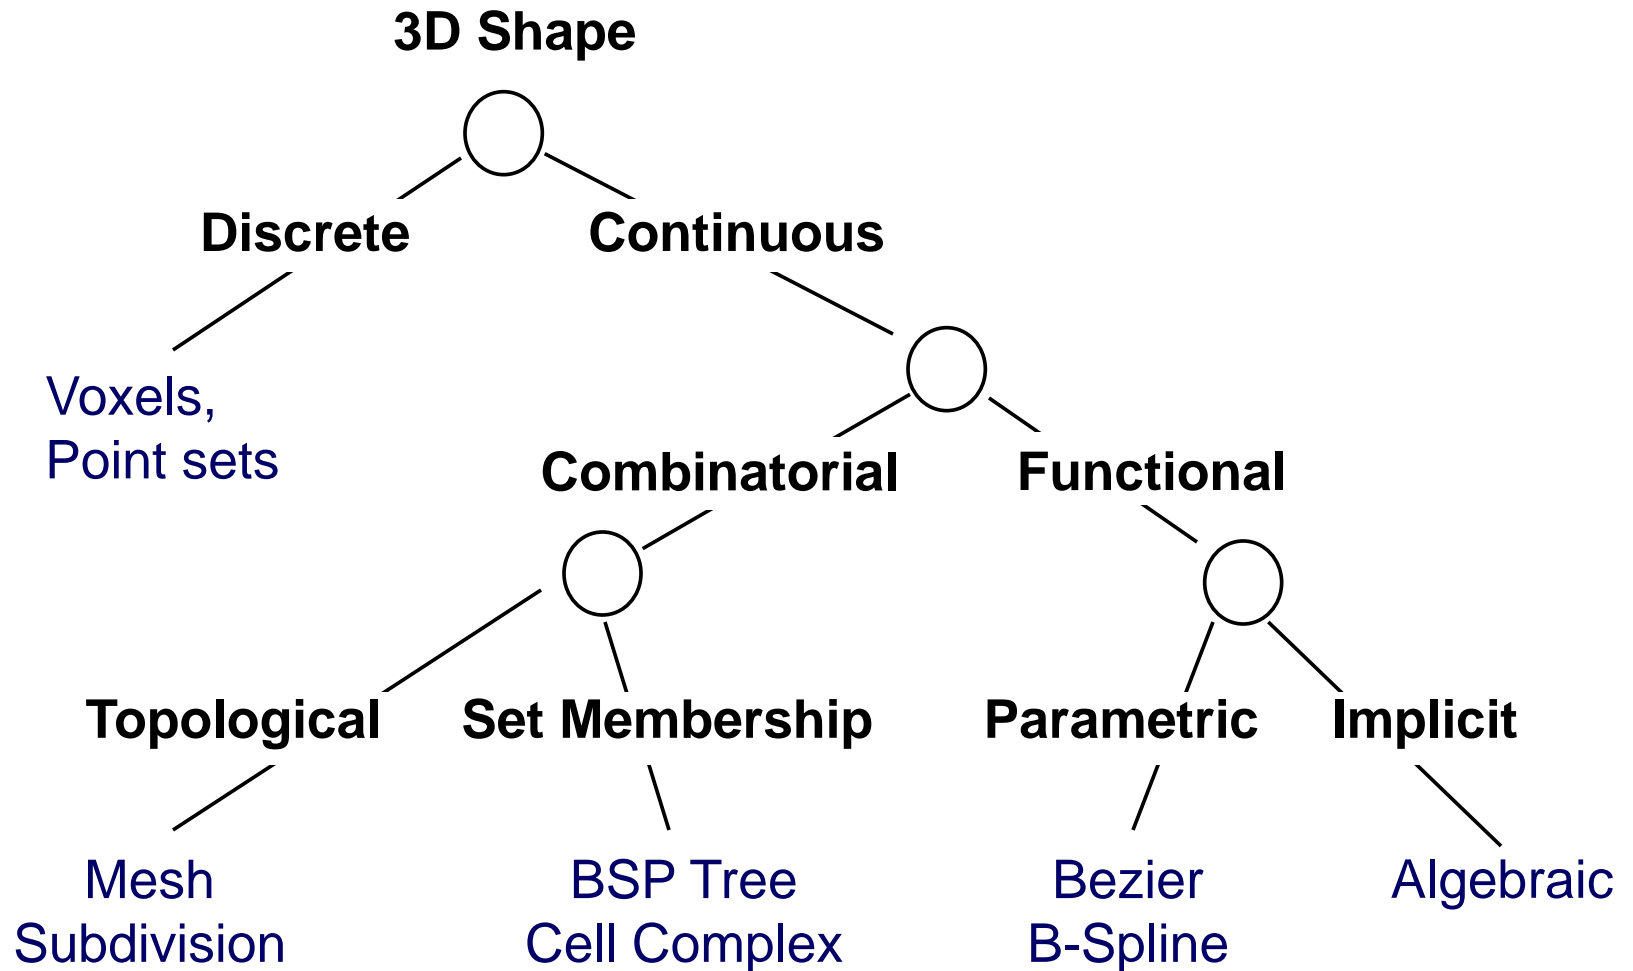 3D Shape
Discrete
Continuous
Voxels,
Point sets
Combinatorial
Functional
Topological
Set Membership
Parametric
Implicit
Mesh
Subdivision
BSP Tree
Cell Complex
Bezier
B-Spline
Algebraic